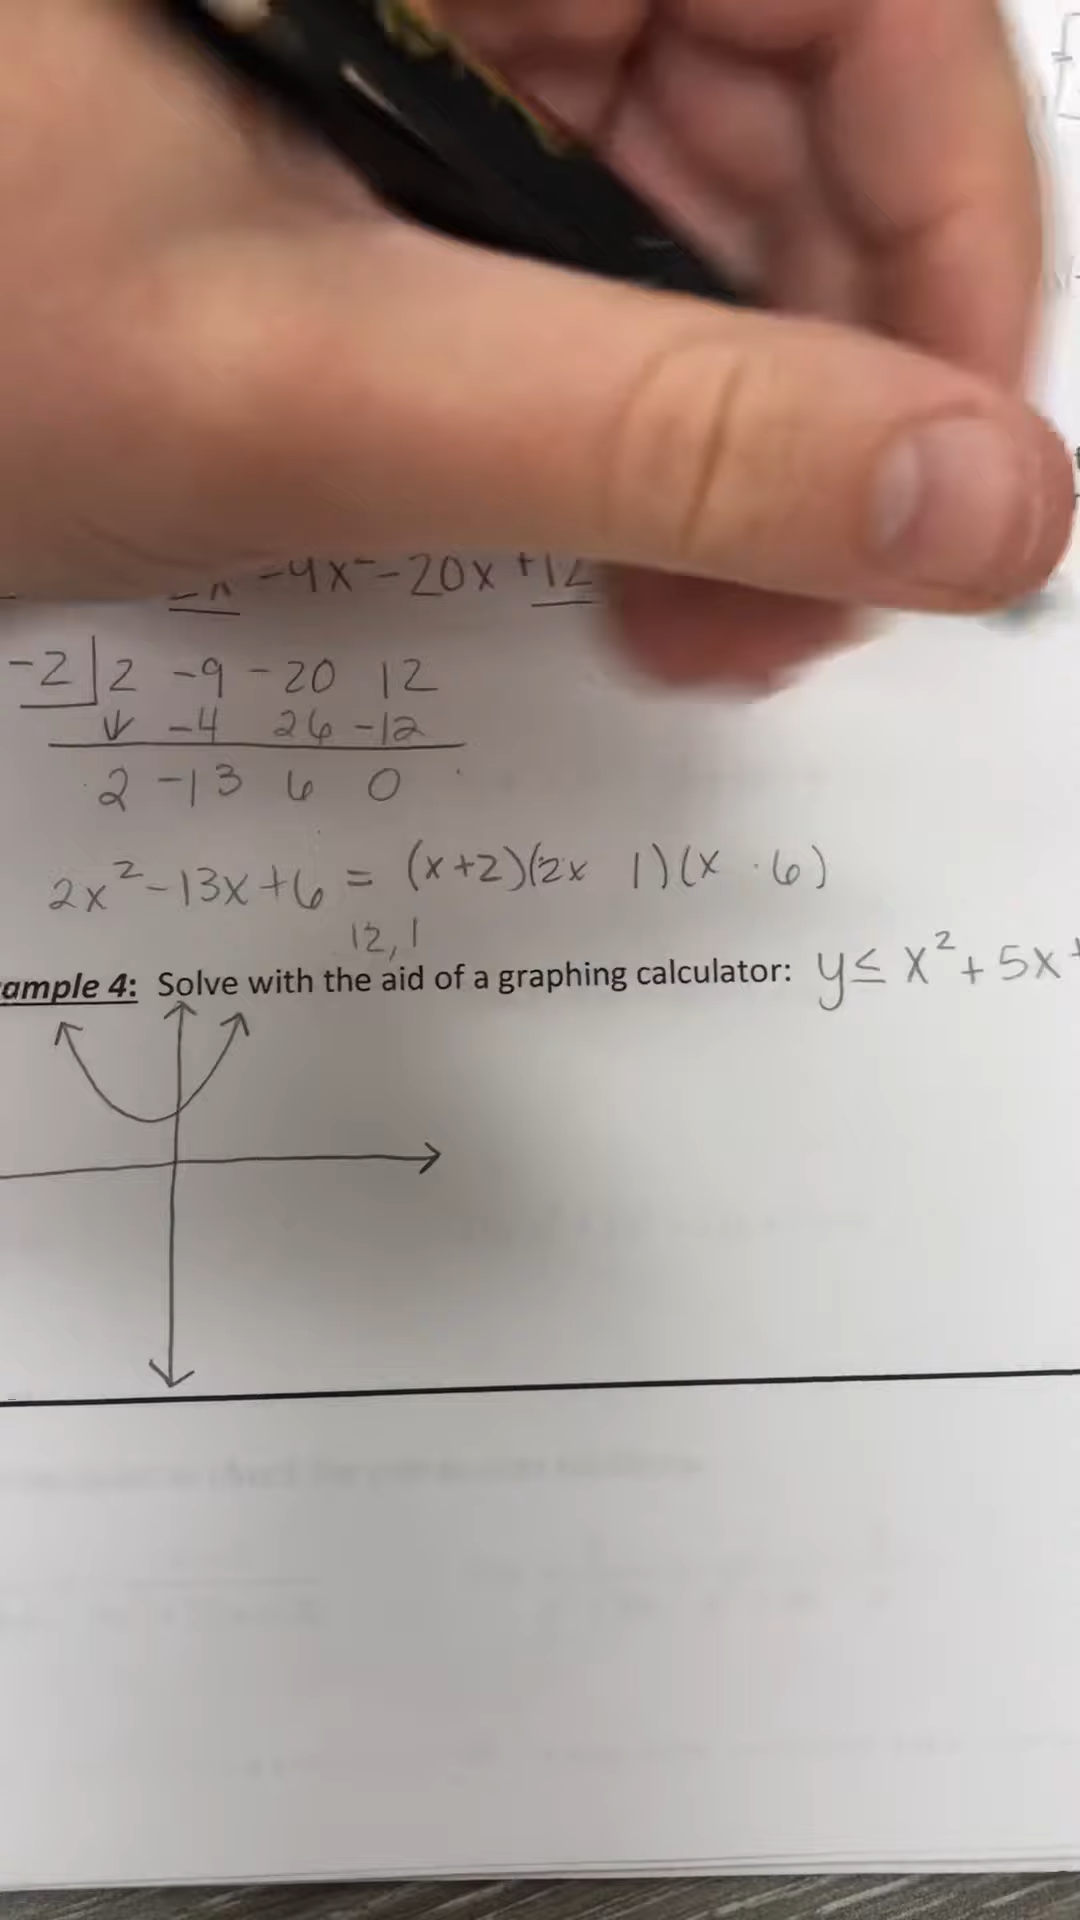 -4x -20x +12
-2 | 2 -9 -20 12
↓ -4 26 -12
2 -13 6 0
2x² -13x+6 = (x+2)(2x 1)(x 6)
12, 1
ample 4: Solve with the aid of a graphing calculator: y≤ x² + 5x +